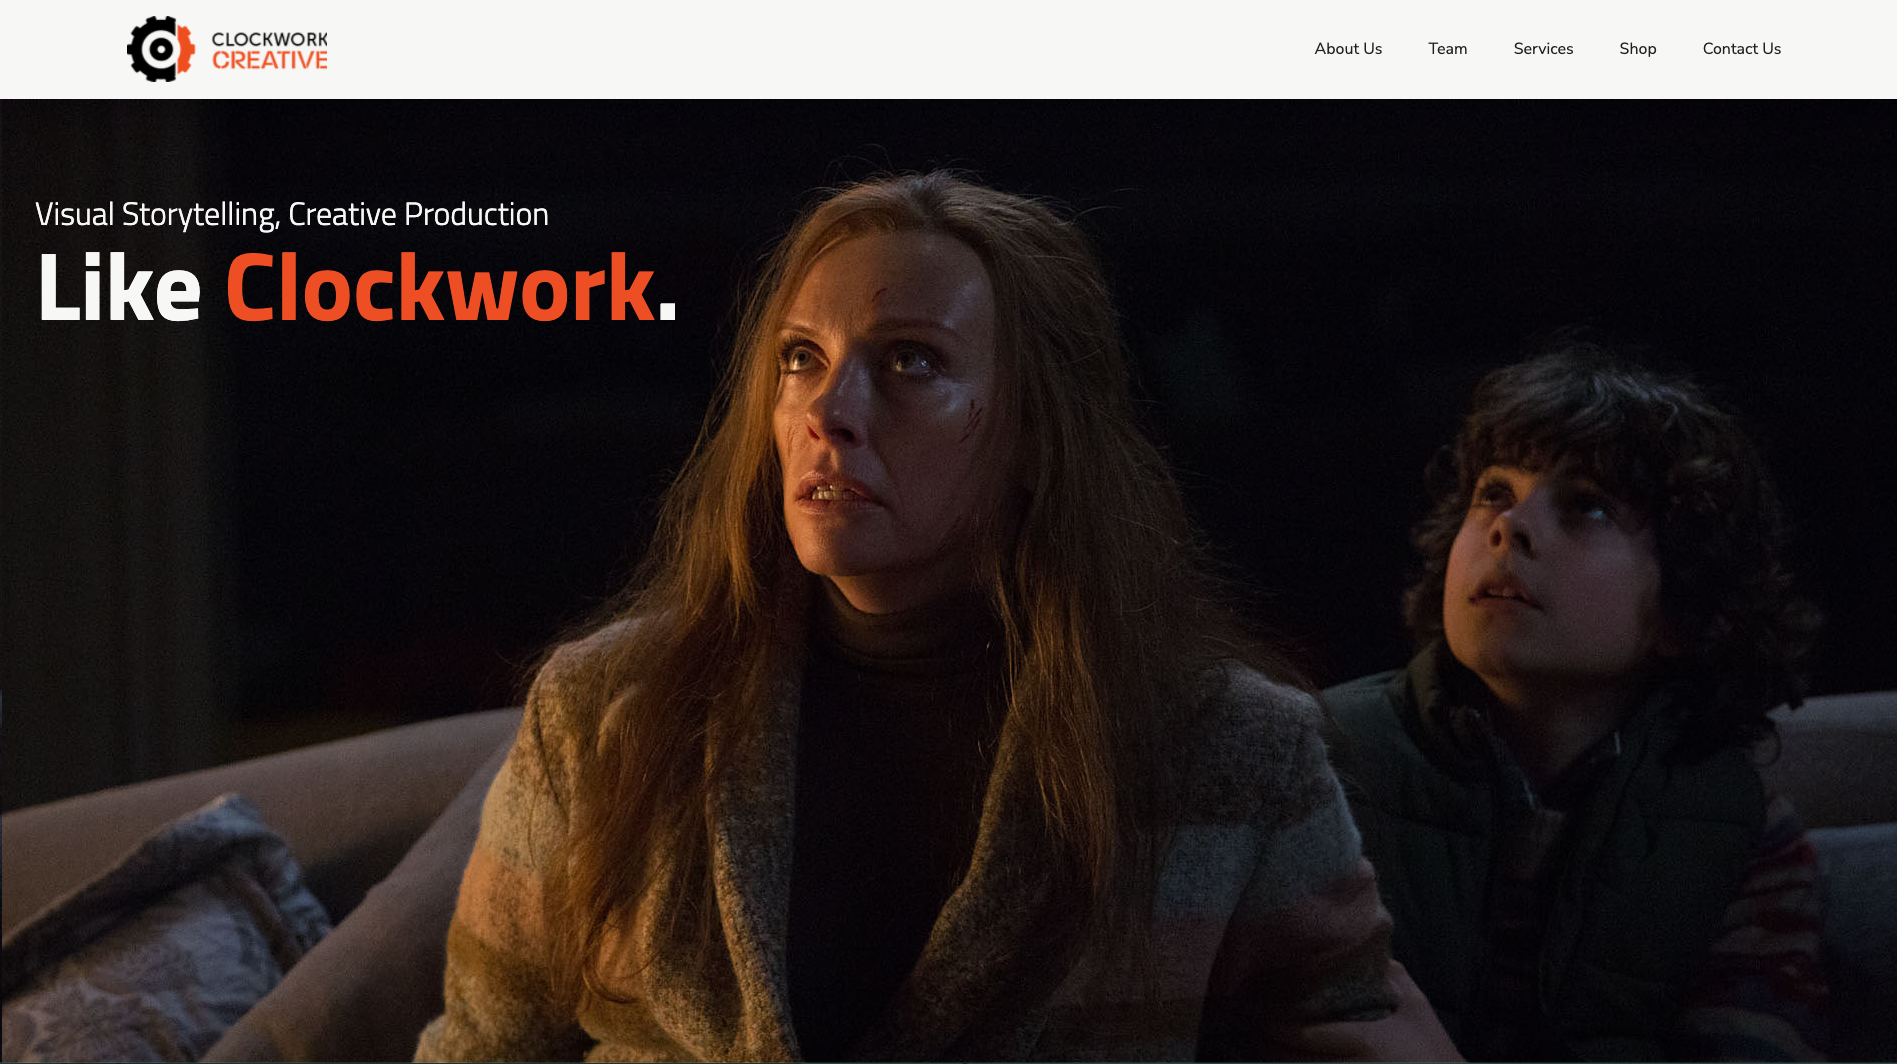 CLOCKWORK
CREATIVE
About Us Team Services Shop Contact Us
Visual Storytelling, Creative Production
Like Clockwork.